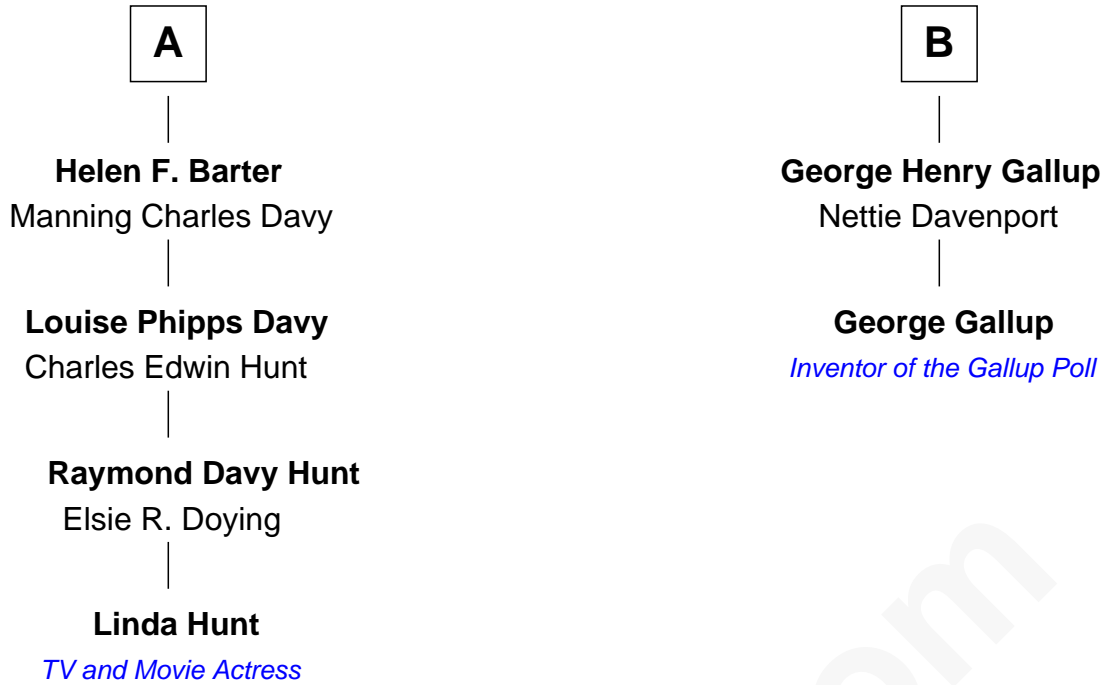 A
Helen F. Barter
Manning Charles Davy
Louise Phipps Davy
Charles Edwin Hunt
Raymond Davy Hunt
Elsie R. Doying
Linda Hunt
TV and Movie Actress
B
George Henry Gallup
Nettie Davenport
George Gallup
Inventor of the Gallup Poll
om